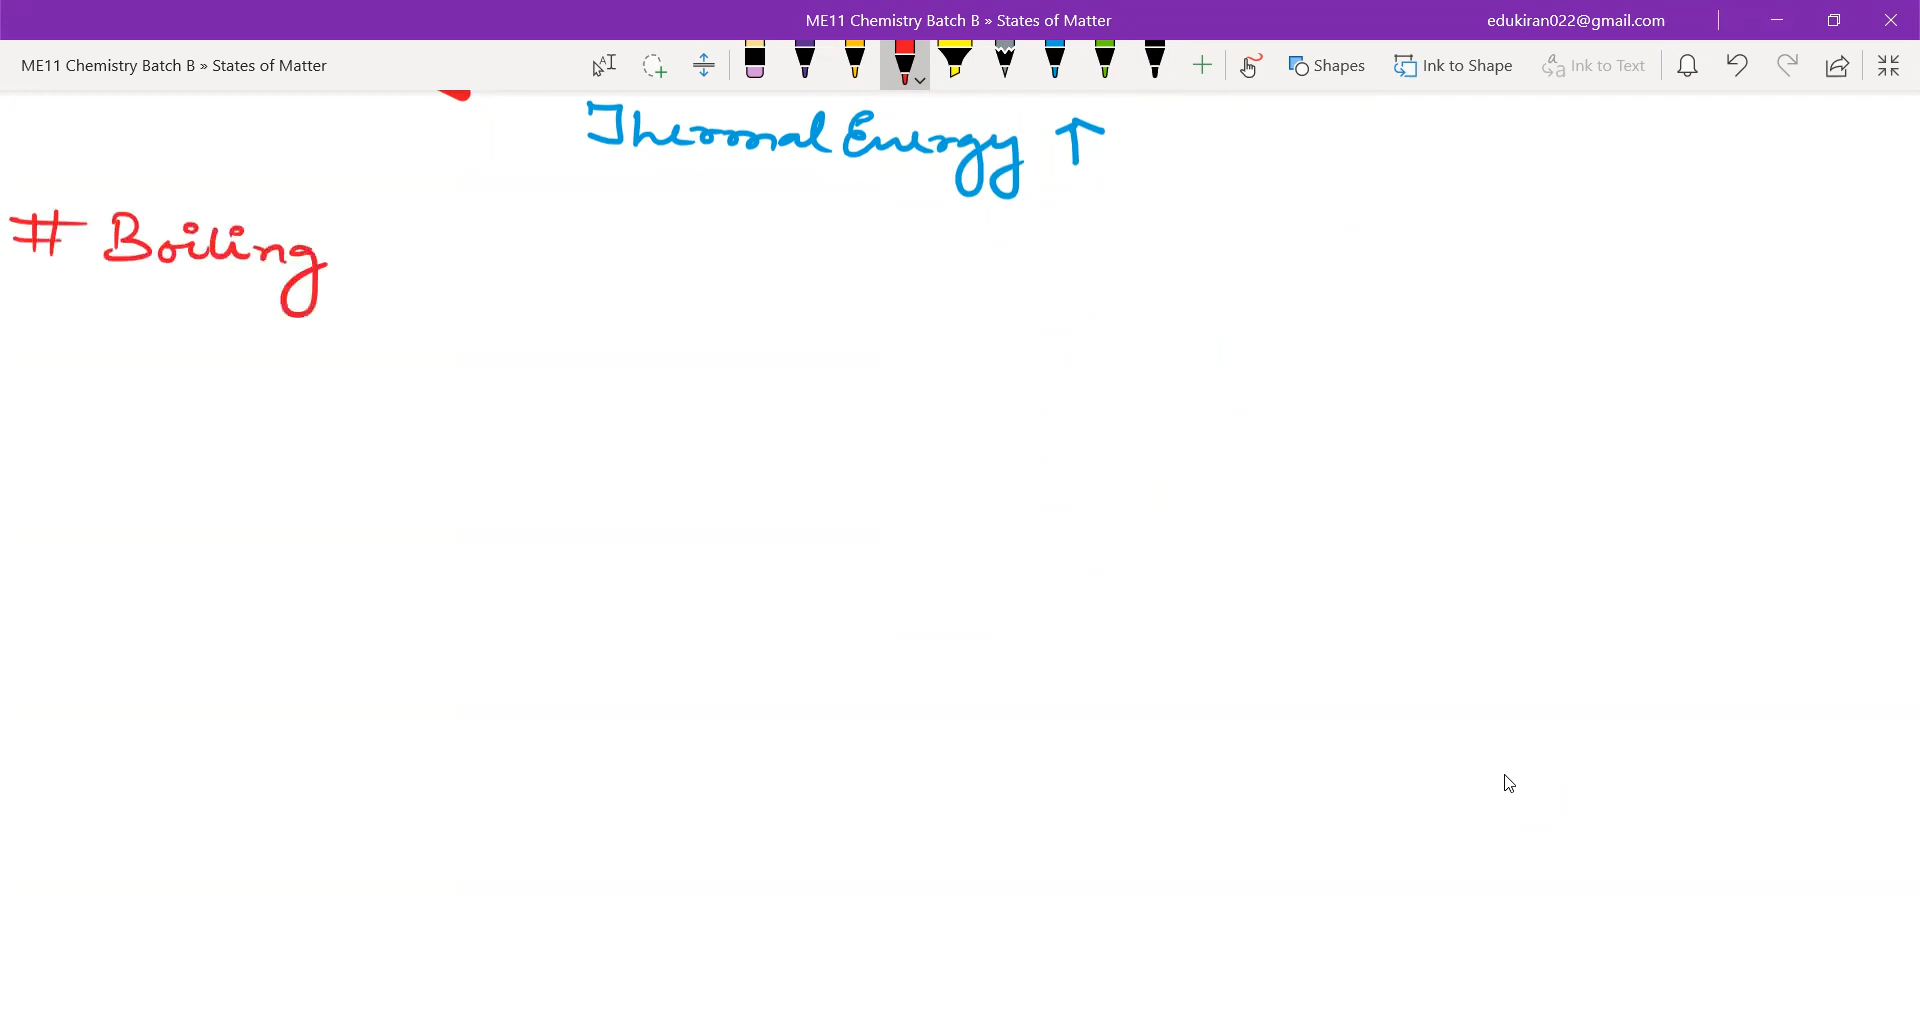 ME11 Chemistry Batch B » States of Matter
edukiran022@gmail.com
ME11 Chemistry Batch B » States of Matter
Shapes
Ink to Shape
Ink to Text
Thermal Energy ↑
# Boiling